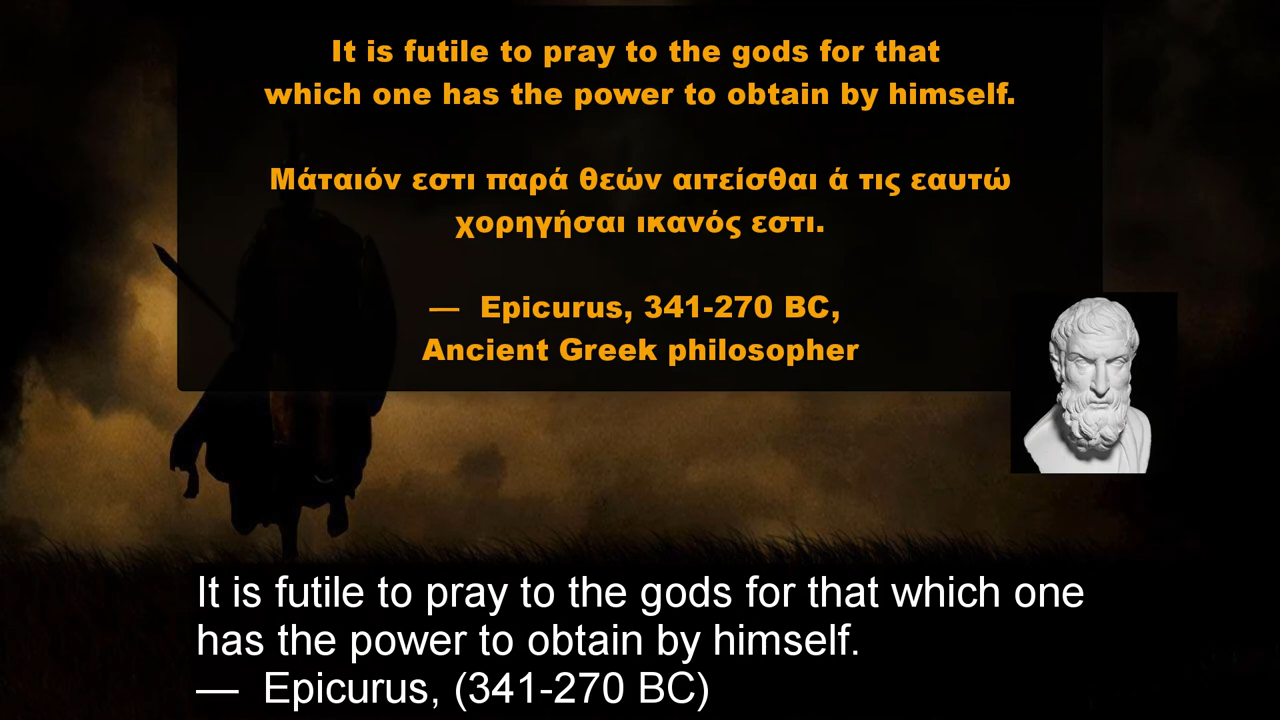 It is futile to pray to the gods for that
which one has the power to obtain by himself.
Μάταιόν εστι παρά θεών αιτείσθαι ά τις εαυτώ
χορηγήσαι ικανός εστι.
— Epicurus, 341-270 BC,
Ancient Greek philosopher
It is futile to pray to the gods for that which one
has the power to obtain by himself.
— Epicurus, (341-270 BC)